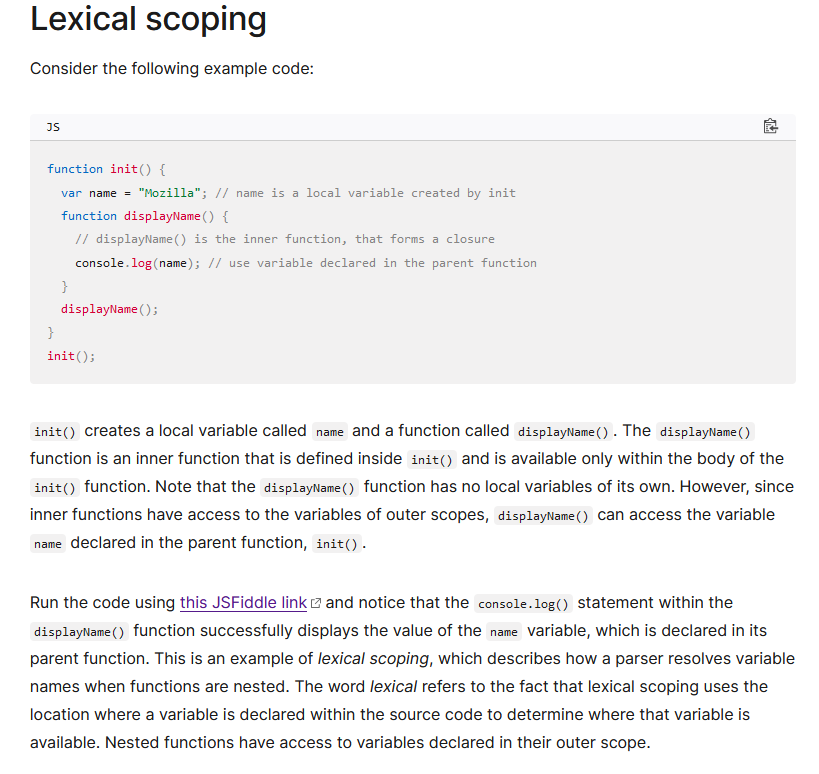 Lexical scoping
Consider the following example code:
JS
function init() {
  var name = "Mozilla"; // name is a local variable created by init
  function displayName() {
    // displayName() is the inner function, that forms a closure
    console.log(name); // use variable declared in the parent function
  }
  displayName();
}
init();
init() creates a local variable called name and a function called displayName(). The displayName()
function is an inner function that is defined inside init() and is available only within the body of the
init() function. Note that the displayName() function has no local variables of its own. However, since
inner functions have access to the variables of outer scopes, displayName() can access the variable
name declared in the parent function, init().
Run the code using this JSFiddle link and notice that the console.log() statement within the
displayName() function successfully displays the value of the name variable, which is declared in its
parent function. This is an example of lexical scoping, which describes how a parser resolves variable
names when functions are nested. The word lexical refers to the fact that lexical scoping uses the
location where a variable is declared within the source code to determine where that variable is
available. Nested functions have access to variables declared in their outer scope.